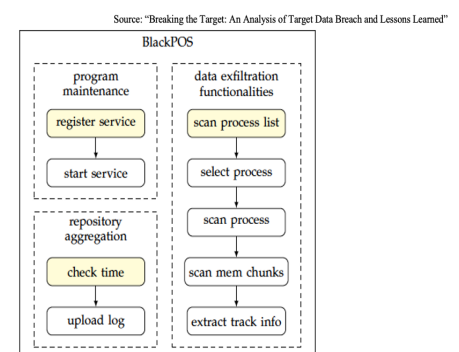 Source: “Breaking the Target: An Analysis of Target Data Breach and Lessons Learned”
BlackPOS
program
maintenance
register service
start service
repository
aggregation
check time
upload log
data exfiltration
functionalities
scan process list
select process
scan process
scan mem chunks
extract track info